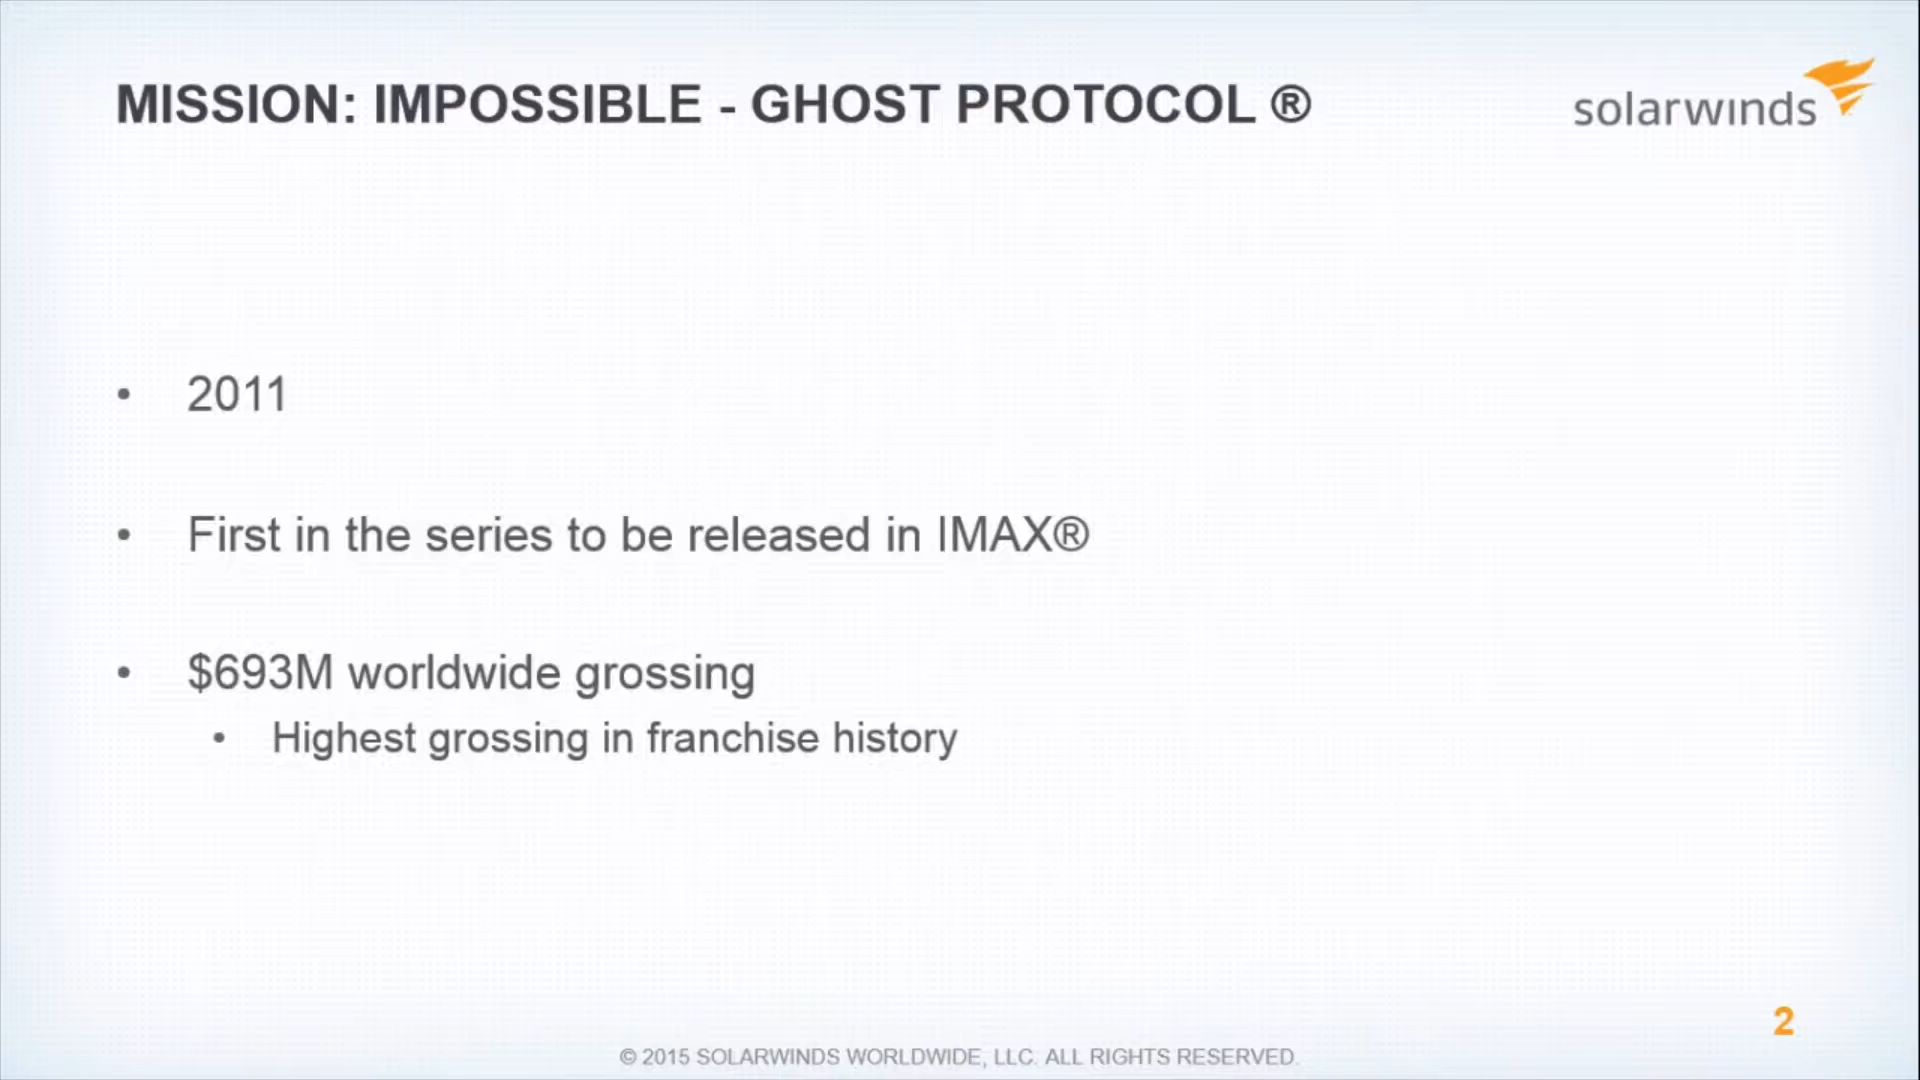 MISSION: IMPOSSIBLE - GHOST PROTOCOL ®
solarwinds
• 2011
• First in the series to be released in IMAX®
• $693M worldwide grossing
• Highest grossing in franchise history
2
© 2015 SOLARWINDS WORLDWIDE, LLC. ALL RIGHTS RESERVED.